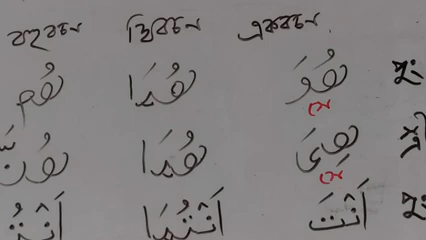 বহুবচন দ্বিবচন একবচন
هُمْ هُمَا هُوَ পুঃ
সে
هُنَّ هُمَا هِيَ স্ত্রী
সে
اَنْتُمْ اَنْتُمَا اَنْتَ পুঃ